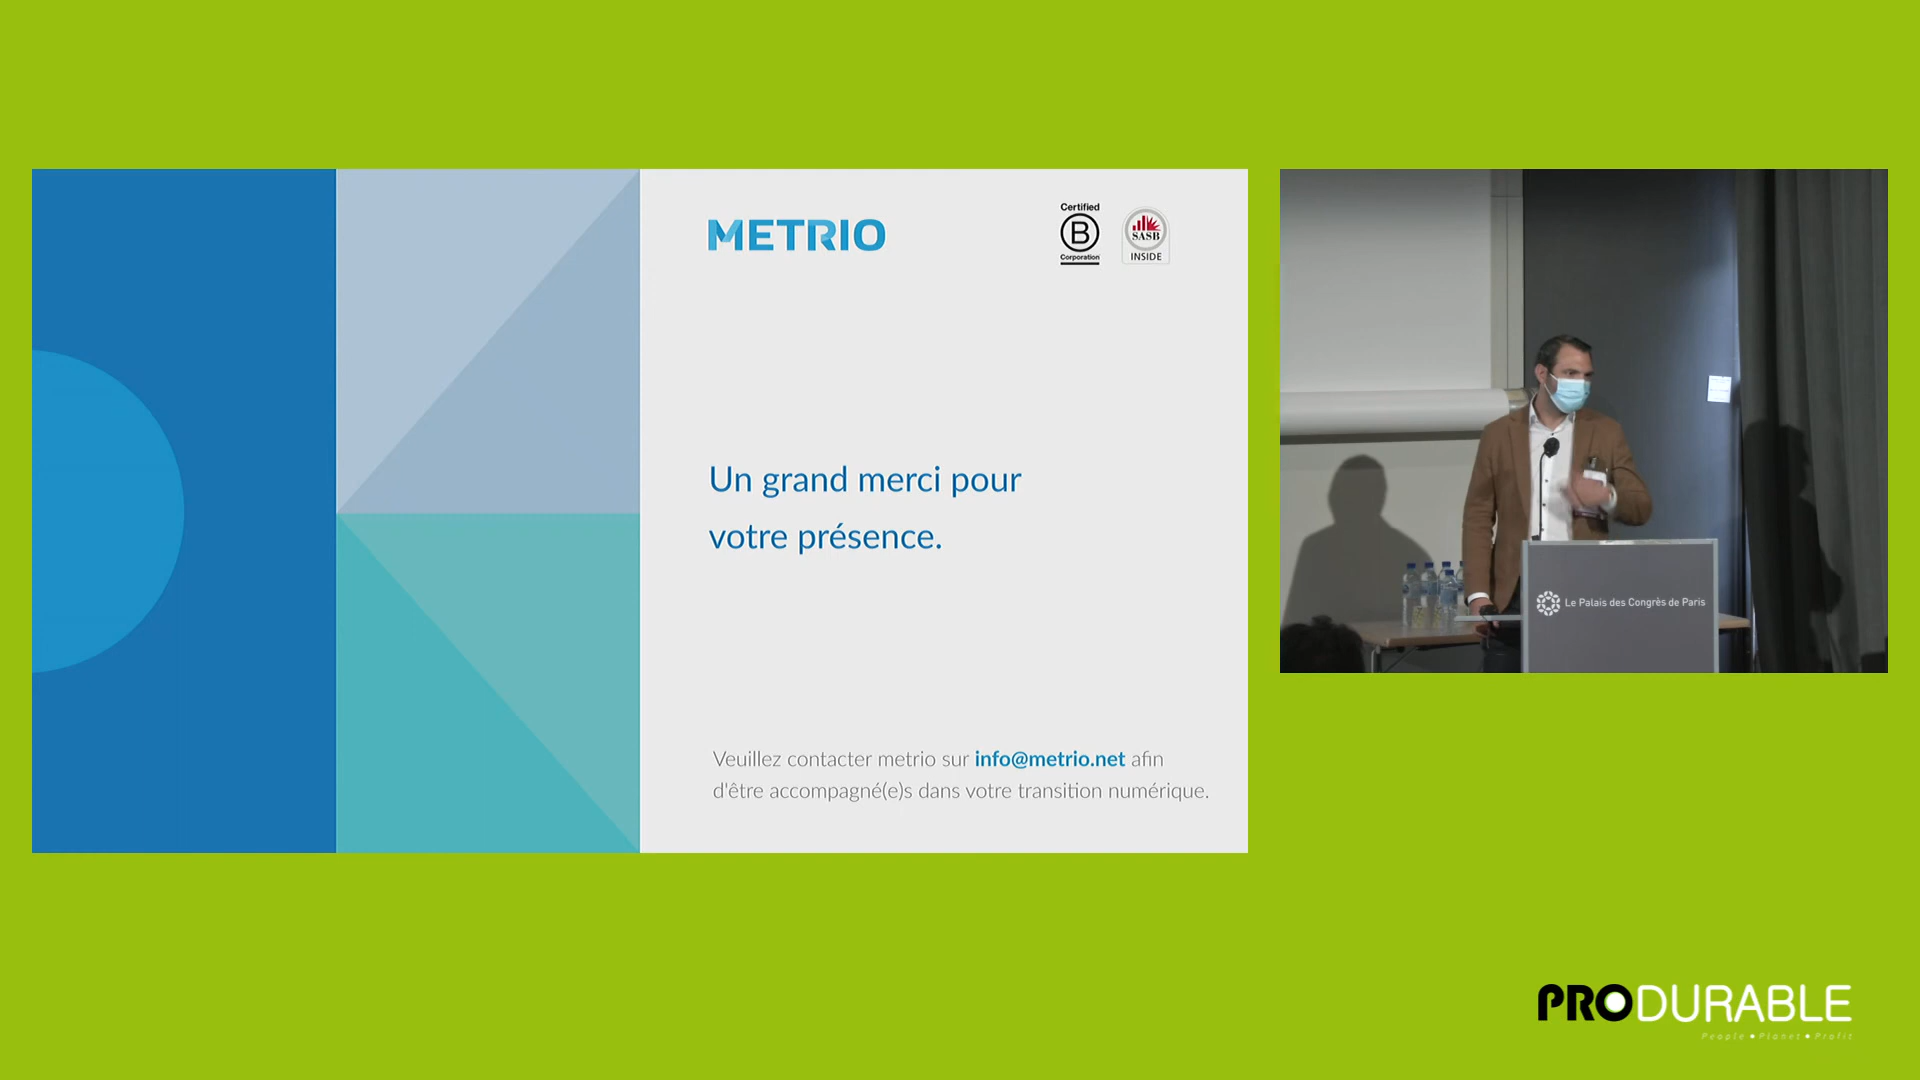 METRIO
Certified
B
Corporation
SASB
INSIDE
Un grand merci pour
votre présence.
Veuillez contacter metrio sur info@metrio.net afin
d'être accompagné(e)s dans votre transition numérique.
Le Palais des Congrès de Paris
PRODURABLE
People • Planet • Profit